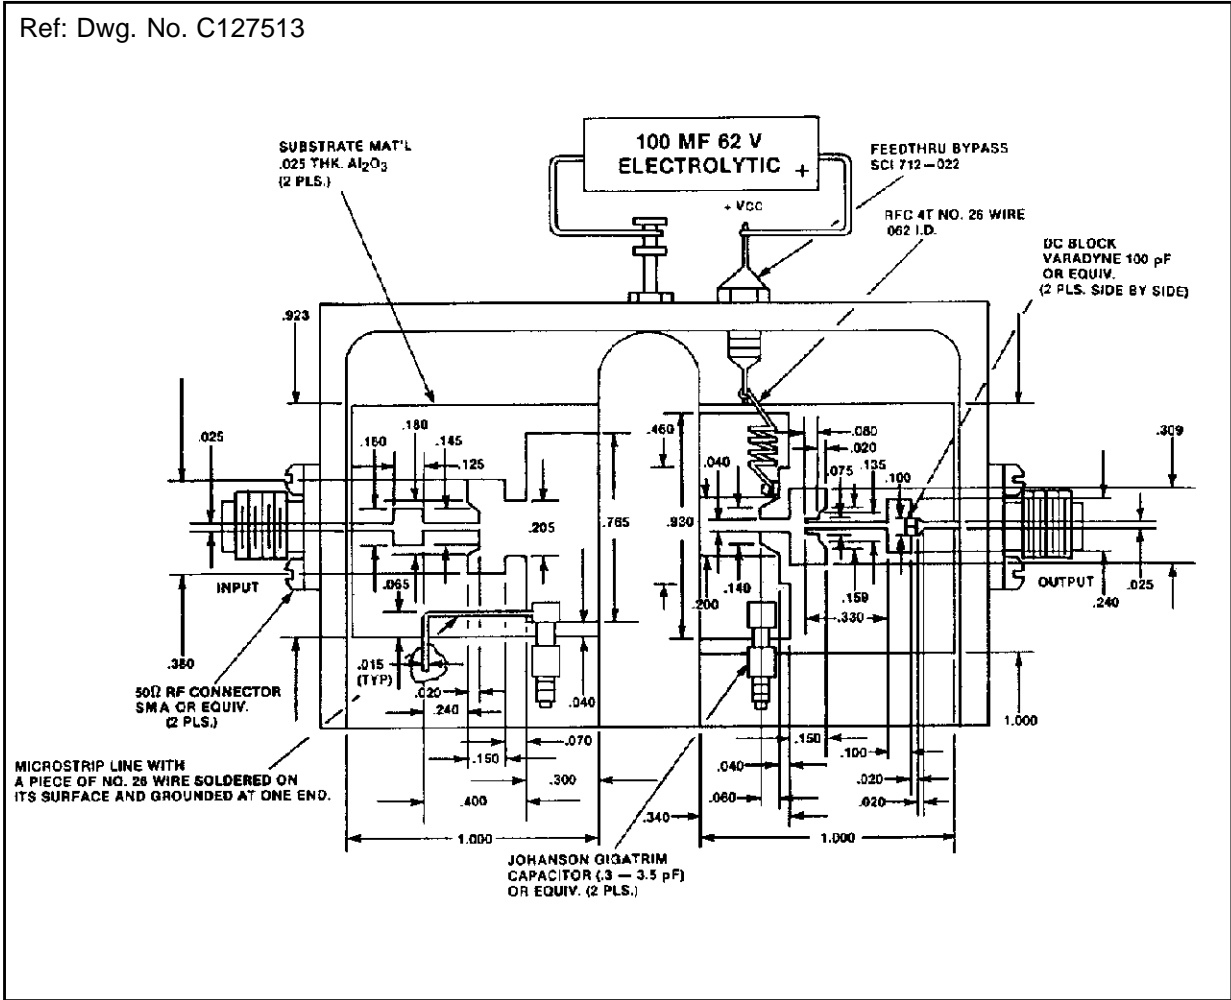 Ref: Dwg. No. C127513
100 MF 62 V
ELECTROLYTIC +
SUBSTRATE MAT'L
.025 THK. Al2O3
(2 PLS.)
FEEDTHRU BYPASS
SCI 712–022
+ VCC
RFC 4T NO. 26 WIRE
.062 I.D.
DC BLOCK
VARADYNE 100 pF
OR EQUIV.
(2 PLS. SIDE BY SIDE)
.923
.025
.160
.180
.145
.125
.460
.040
.060
.020
.075
.135
.100
.309
.205
.765
.930
INPUT
.065
.200
.140
.159
.330
OUTPUT
.025
.240
.380
.015
(TYP)
.020
.240
.040
50Ω RF CONNECTOR
SMA OR EQUIV.
(2 PLS.)
1.000
.070
.150
.150
.100
MICROSTRIP LINE WITH
A PIECE OF NO. 26 WIRE SOLDERED ON
ITS SURFACE AND GROUNDED AT ONE END.
.300
.040
.020
.400
.060
.020
.340
1.000
1.000
JOHANSON GIGATRIM
CAPACITOR (.3 — 3.5 pF)
OR EQUIV. (2 PLS.)